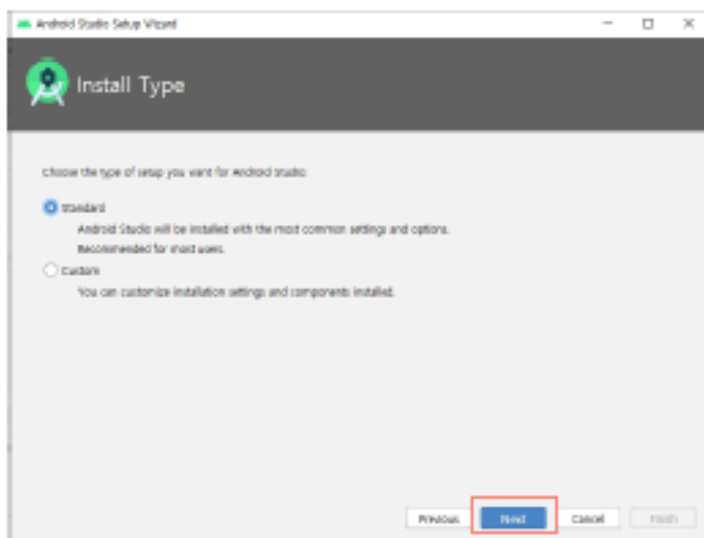 Android Studio Setup Wizard
Install Type
Choose the type of setup you want for Android Studio:
Standard
Android Studio will be installed with the most common settings and options.
Recommended for most users.
Custom
You can customize installation settings and components installed.
Previous Next Cancel Finish